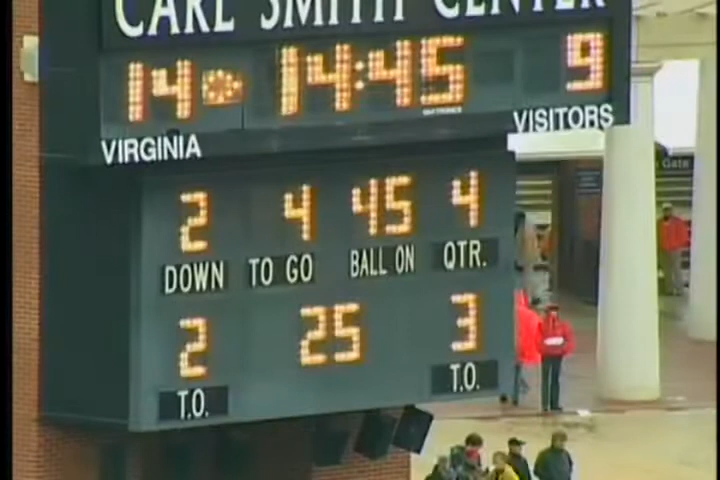 CARL SMITH CENTER
14 14:45 9
VIRGINIA VISITORS
2 4 45 4
DOWN TO GO BALL ON QTR.
2 25 3
T.O. T.O.
Gate